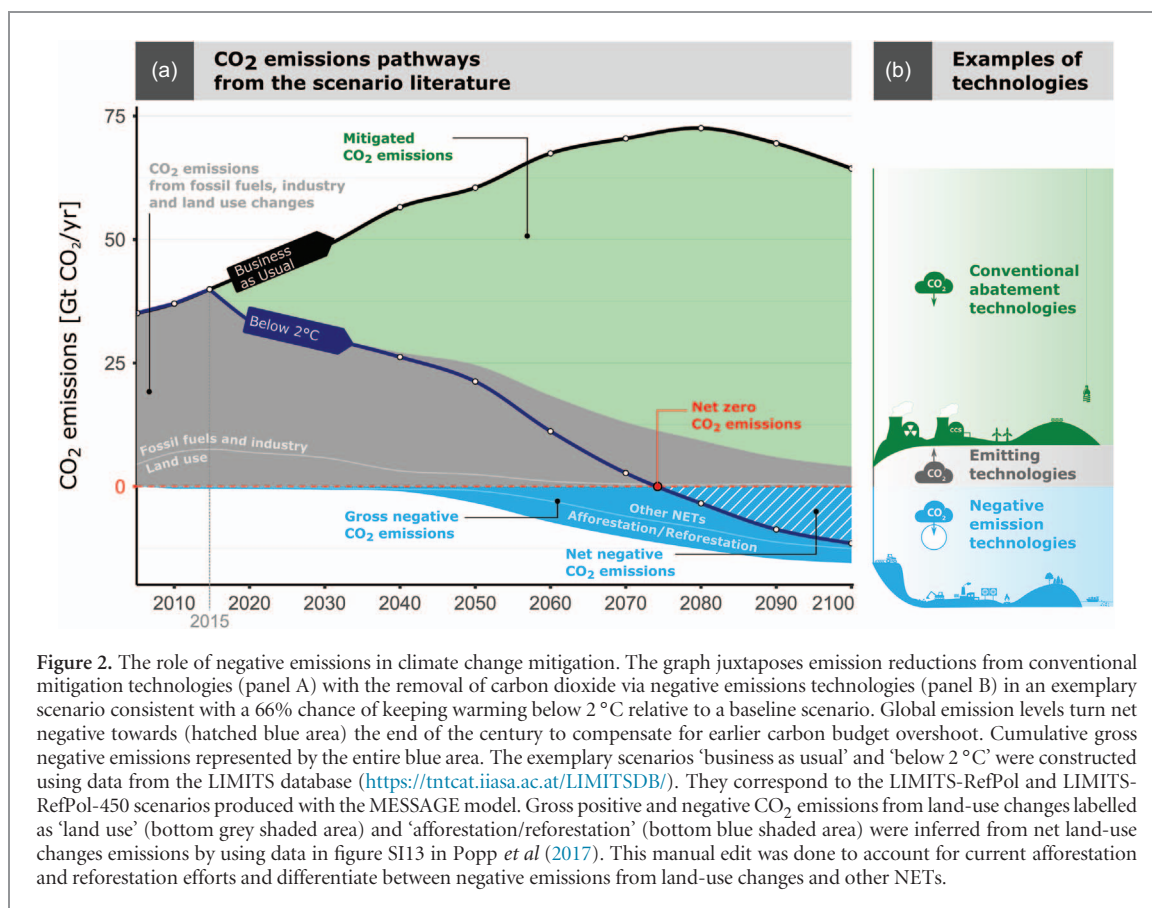 (a)
CO2 emissions pathways
from the scenario literature
(b)
Examples of
technologies
CO2 emissions [Gt CO2/yr]
75
50
25
0
Mitigated
CO2 emissions
CO2 emissions
from fossil fuels, industry
and land use changes
Business
as Usual
Below 2°C
Net zero
CO2 emissions
Fossil fuels and industry
Land use
Gross negative
CO2 emissions
Other NETs
Afforestation/Reforestation
Net negative
CO2 emissions
2010 2020 2030 2040 2050 2060 2070 2080 2090 2100
2015
CO2
Conventional
abatement
technologies
CCS
CO2
Emitting
technologies
CO2
Negative
emission
technologies
Figure 2. The role of negative emissions in climate change mitigation. The graph juxtaposes emission reductions from conventional
mitigation technologies (panel A) with the removal of carbon dioxide via negative emissions technologies (panel B) in an exemplary
scenario consistent with a 66% chance of keeping warming below 2 °C relative to a baseline scenario. Global emission levels turn net
negative towards (hatched blue area) the end of the century to compensate for earlier carbon budget overshoot. Cumulative gross
negative emissions represented by the entire blue area. The exemplary scenarios ‘business as usual’ and ‘below 2 °C’ were constructed
using data from the LIMITS database (https://tntcat.iiasa.ac.at/LIMITSDB/). They correspond to the LIMITS-RefPol and LIMITS-
RefPol-450 scenarios produced with the MESSAGE model. Gross positive and negative CO2 emissions from land-use changes labelled
as ‘land use’ (bottom grey shaded area) and ‘afforestation/reforestation’ (bottom blue shaded area) were inferred from net land-use
changes emissions by using data in figure SI13 in Popp et al (2017). This manual edit was done to account for current afforestation
and reforestation efforts and differentiate between negative emissions from land-use changes and other NETs.